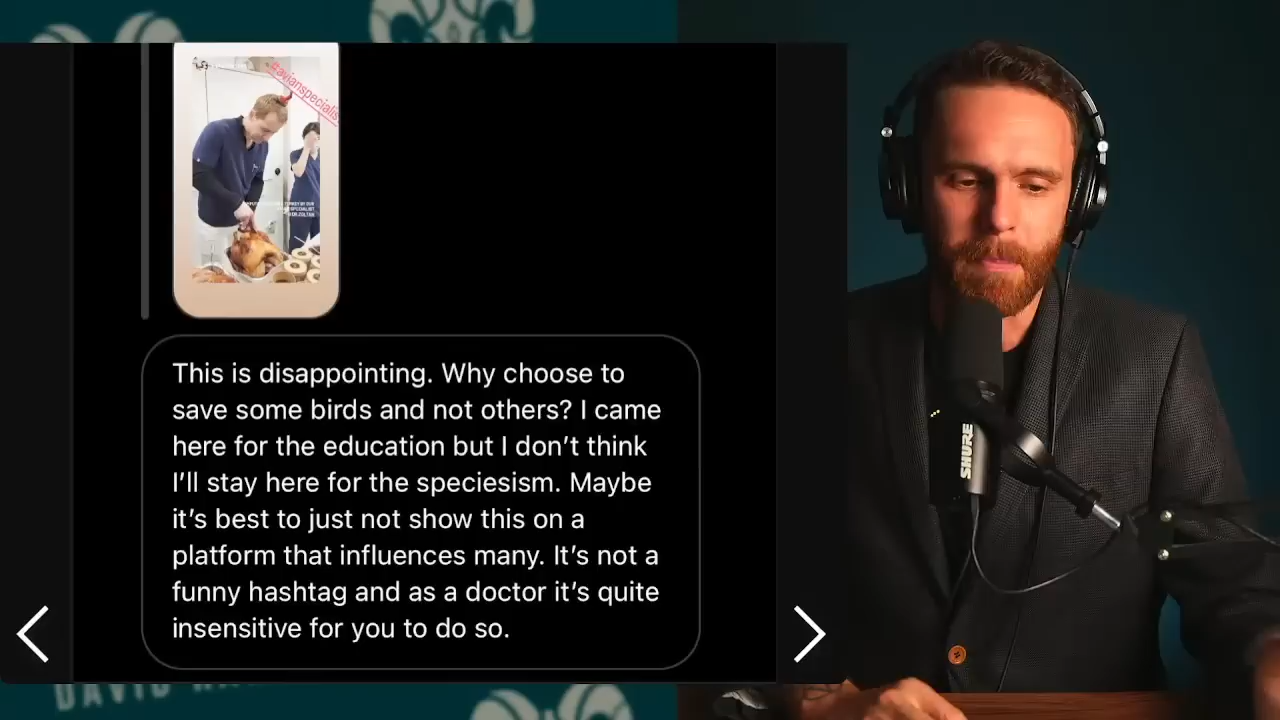 #avianspecialis
This is disappointing. Why choose to
save some birds and not others? I came
here for the education but I don’t think
I’ll stay here for the speciesism. Maybe
it’s best to just not show this on a
platform that influences many. It’s not a
funny hashtag and as a doctor it’s quite
insensitive for you to do so.
SHURE
DAVID